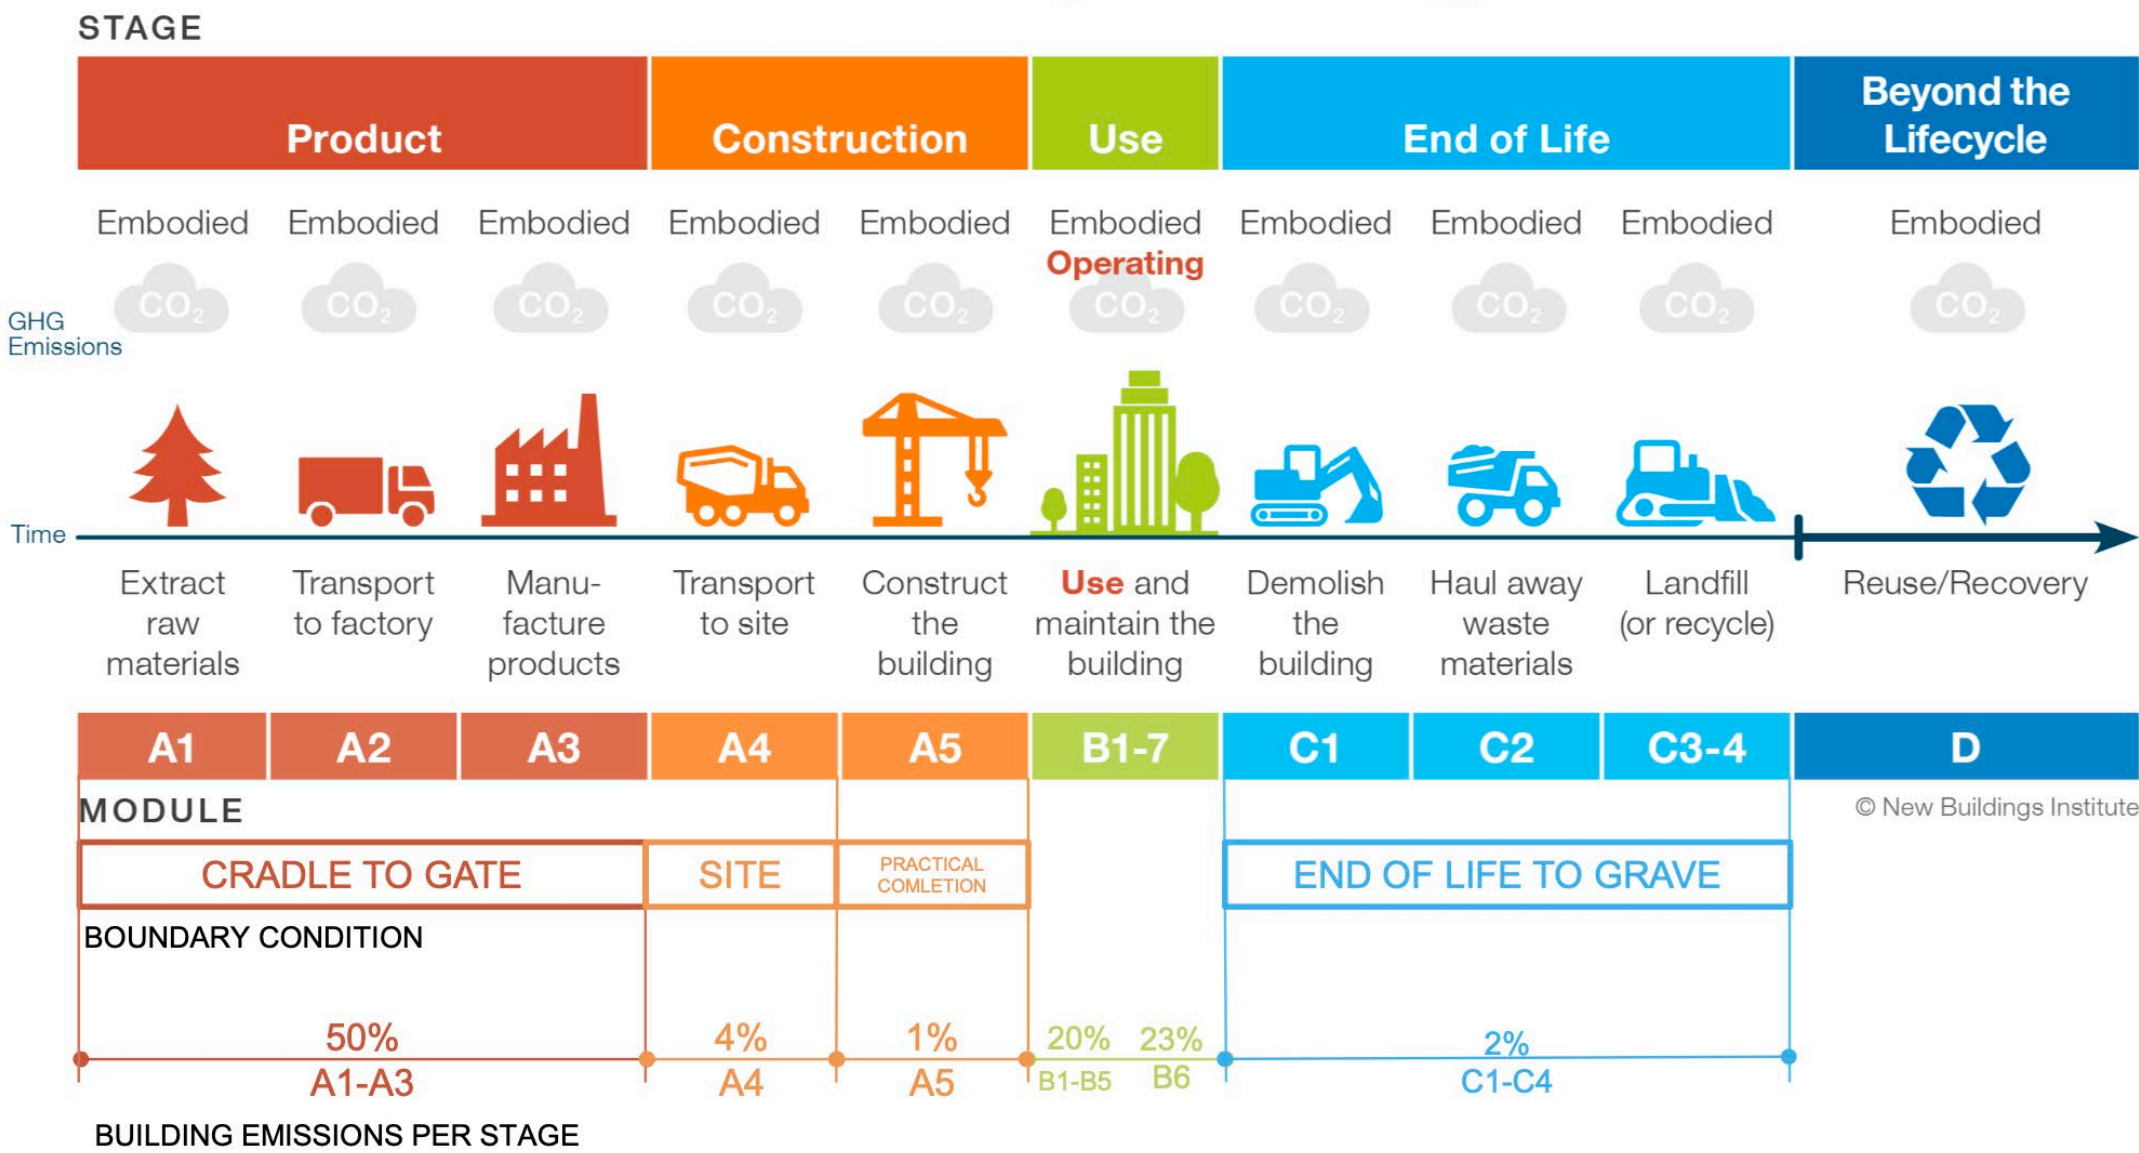 STAGE
Product
Construction
Use
End of Life
Beyond the
Lifecycle
Embodied Embodied Embodied Embodied Embodied Embodied Embodied Embodied Embodied Embodied
Operating
CO2 CO2 CO2 CO2 CO2 CO2 CO2 CO2 CO2 CO2
GHG
Emissions
Time
Extract
raw
materials
Transport
to factory
Manu-
facture
products
Transport
to site
Construct
the
building
Use and
maintain the
building
Demolish
the
building
Haul away
waste
materials
Landfill
(or recycle)
Reuse/Recovery
A1 A2 A3 A4 A5 B1-7 C1 C2 C3-4 D
MODULE
© New Buildings Institute
CRADLE TO GATE
SITE
PRACTICAL
COMLETION
END OF LIFE TO GRAVE
BOUNDARY CONDITION
50% 4% 1% 20% 23% 2%
A1-A3 A4 A5 B1-B5 B6 C1-C4
BUILDING EMISSIONS PER STAGE